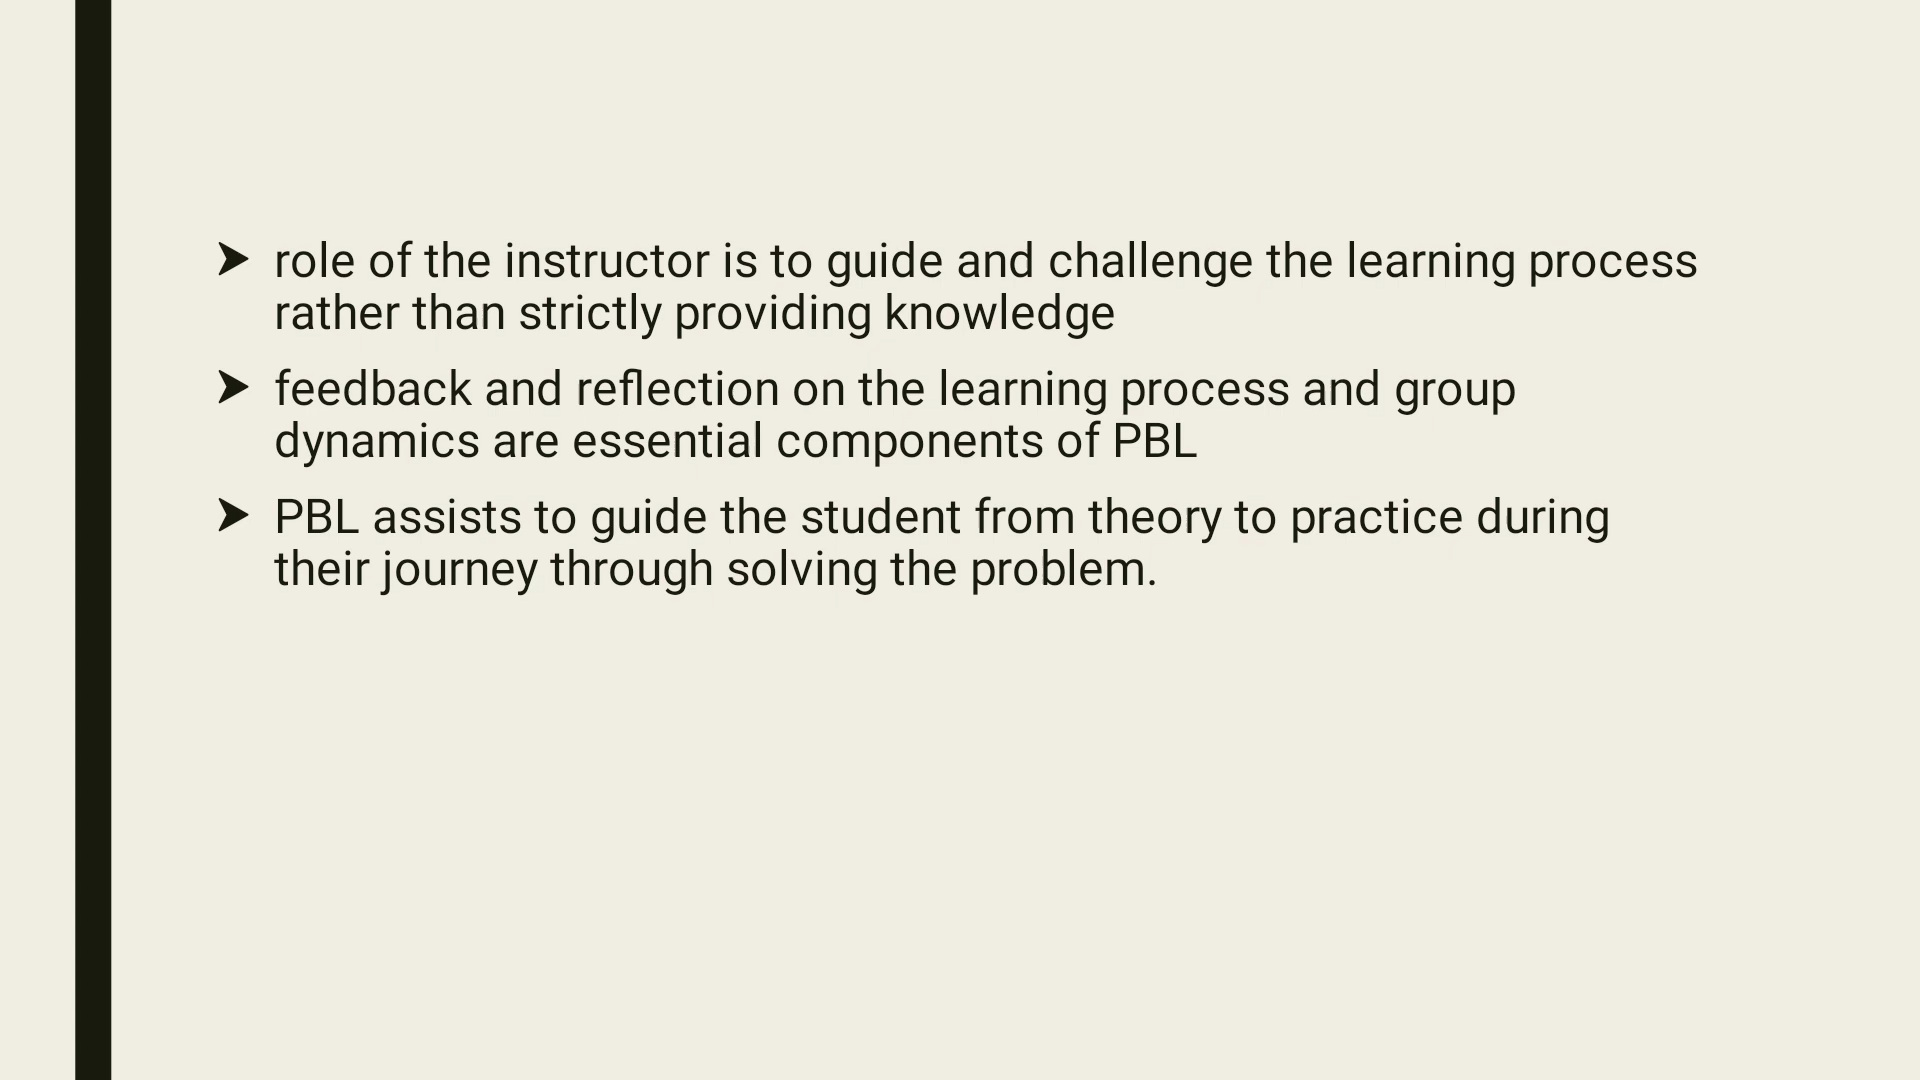 ➤ role of the instructor is to guide and challenge the learning process
rather than strictly providing knowledge
➤ feedback and reflection on the learning process and group
dynamics are essential components of PBL
➤ PBL assists to guide the student from theory to practice during
their journey through solving the problem.